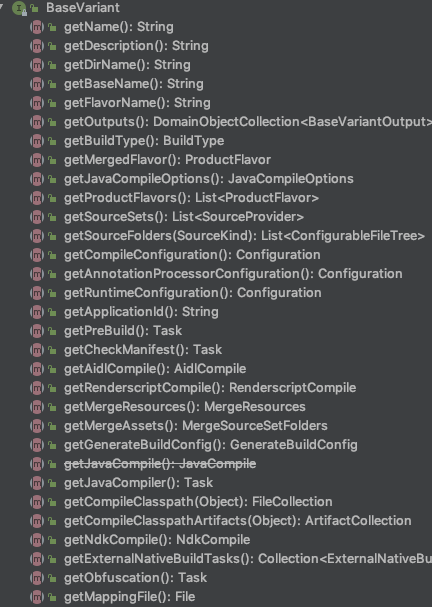 BaseVariant
getName(): String
getDescription(): String
getDirName(): String
getBaseName(): String
getFlavorName(): String
getOutputs(): DomainObjectCollection<BaseVariantOutput>
getBuildType(): BuildType
getMergedFlavor(): ProductFlavor
getJavaCompileOptions(): JavaCompileOptions
getProductFlavors(): List<ProductFlavor>
getSourceSets(): List<SourceProvider>
getSourceFolders(SourceKind): List<ConfigurableFileTree>
getCompileConfiguration(): Configuration
getAnnotationProcessorConfiguration(): Configuration
getRuntimeConfiguration(): Configuration
getApplicationId(): String
getPreBuild(): Task
getCheckManifest(): Task
getAidlCompile(): AidlCompile
getRenderscriptCompile(): RenderscriptCompile
getMergeResources(): MergeResources
getMergeAssets(): MergeSourceSetFolders
getGenerateBuildConfig(): GenerateBuildConfig
getJavaCompile(): JavaCompile
getJavaCompiler(): Task
getCompileClasspath(Object): FileCollection
getCompileClasspathArtifacts(Object): ArtifactCollection
getNdkCompile(): NdkCompile
getExternalNativeBuildTasks(): Collection<ExternalNativeBu
getObfuscation(): Task
getMappingFile(): File